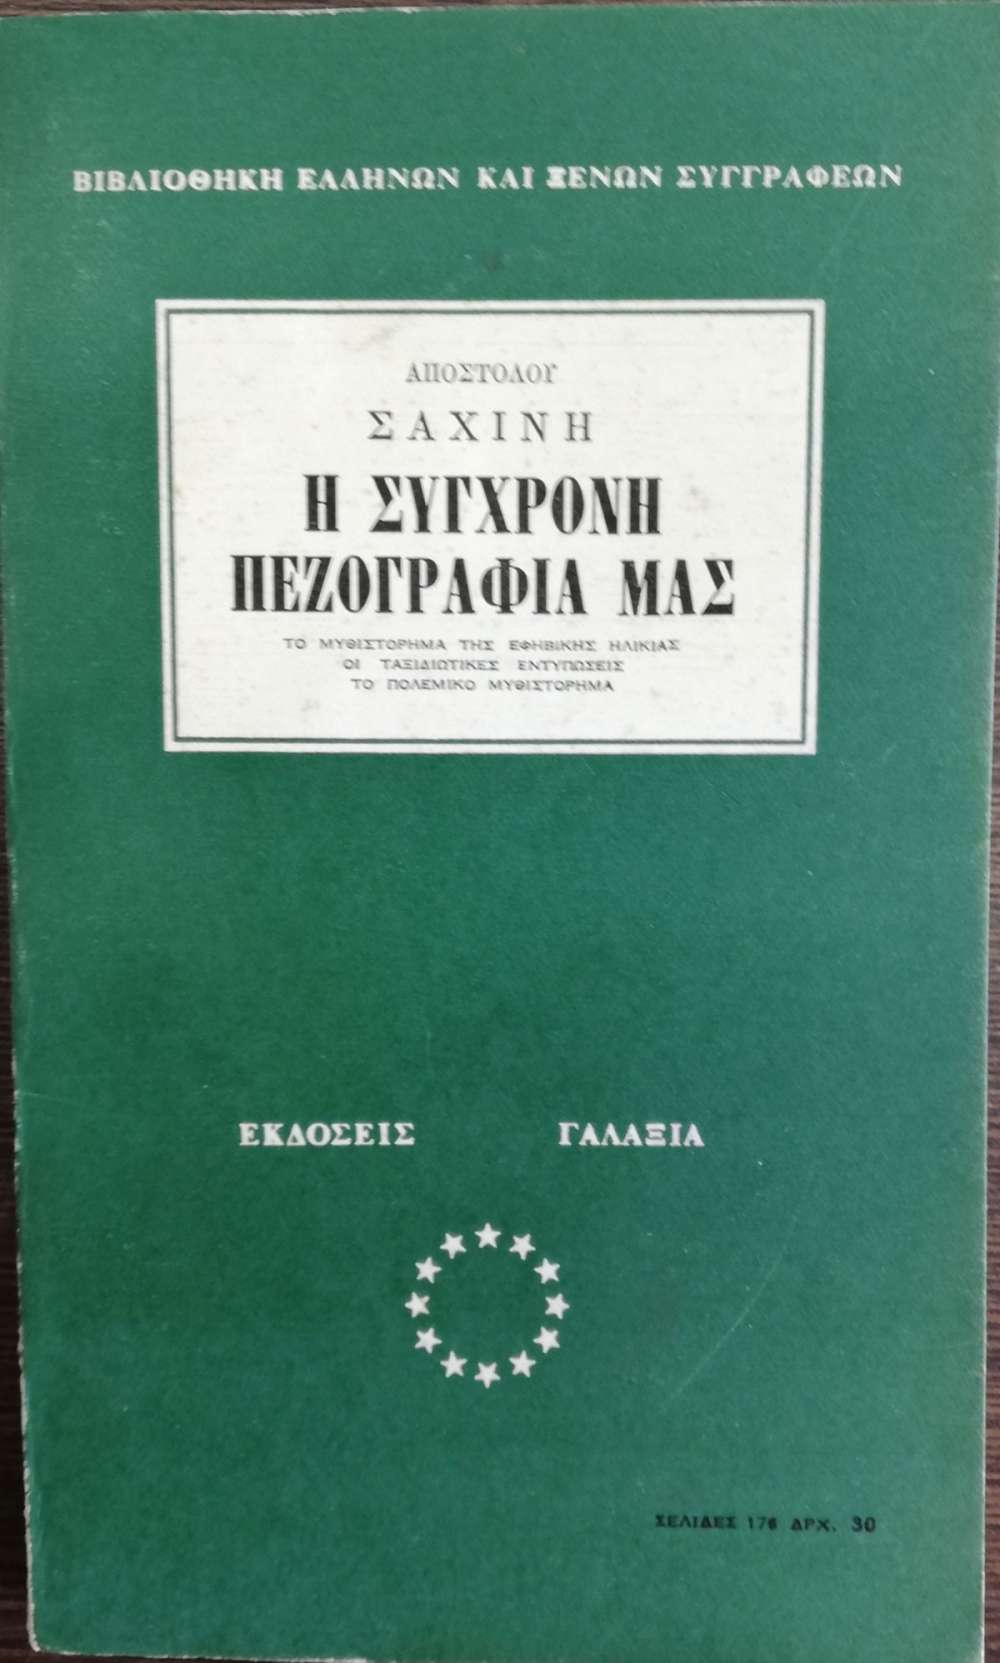 ΒΙΒΛΙΟΘΗΚΗ ΕΛΛΗΝΩΝ ΚΑΙ ΞΕΝΩΝ ΣΥΓΓΡΑΦΕΩΝ
ΑΠΟΣΤΟΛΟΥ
ΣΑΧΙΝΗ
Η ΣΥΓΧΡΟΝΗ
ΠΕΖΟΓΡΑΦΙΑ ΜΑΣ
ΤΟ ΜΥΘΙΣΤΟΡΗΜΑ ΤΗΣ ΕΦΗΒΙΚΗΣ ΗΛΙΚΙΑΣ
ΟΙ ΤΑΞΙΔΙΩΤΙΚΕΣ ΕΝΤΥΠΩΣΕΙΣ
ΤΟ ΠΟΛΕΜΙΚΟ ΜΥΘΙΣΤΟΡΗΜΑ
ΕΚΔΟΣΕΙΣ ΓΑΛΑΞΙΑ
ΣΕΛΙΔΕΣ 176 ΔΡΧ. 30